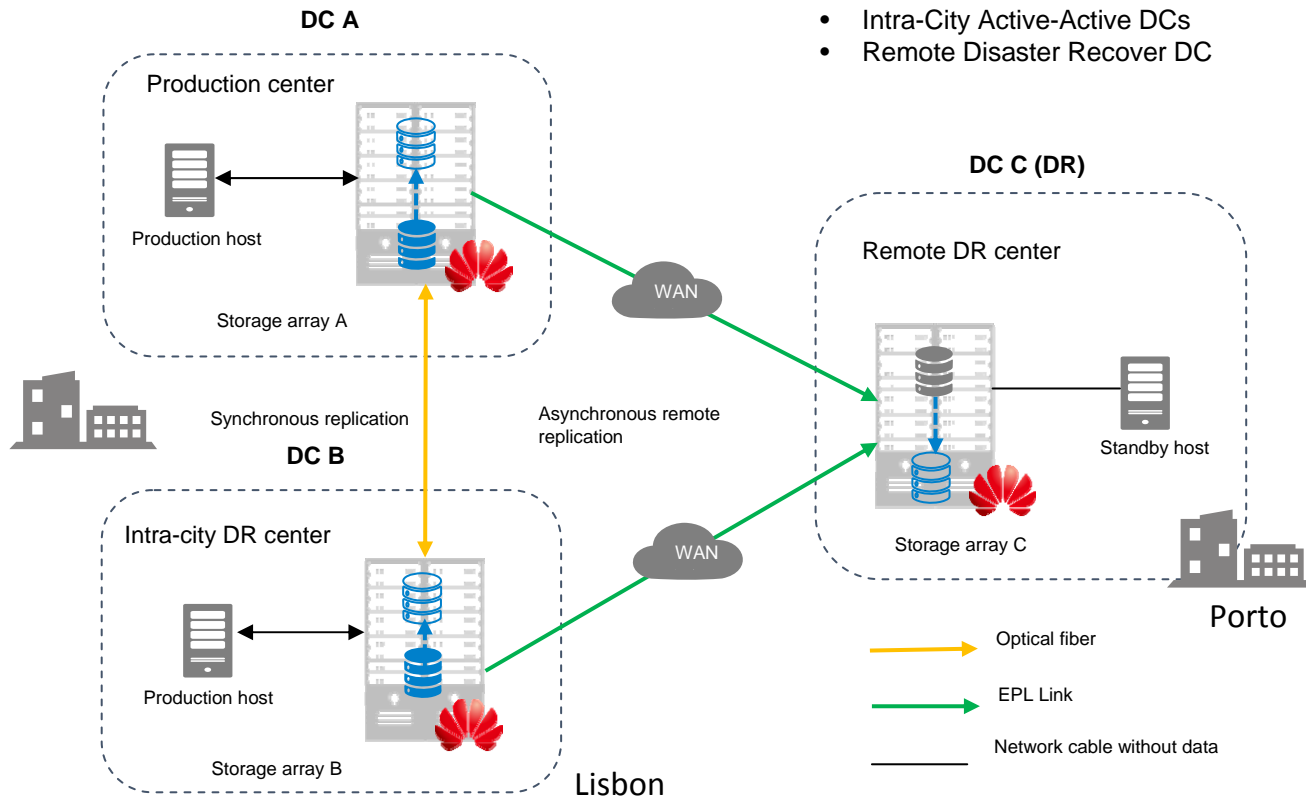 DC A
• Intra-City Active-Active DCs
• Remote Disaster Recover DC
Production center
Production host
Storage array A
WAN
DC C (DR)
Remote DR center
Standby host
Storage array C
Porto
Synchronous replication
Asynchronous remote
replication
DC B
Intra-city DR center
Production host
Storage array B
WAN
Lisbon
Optical fiber
EPL Link
Network cable without data